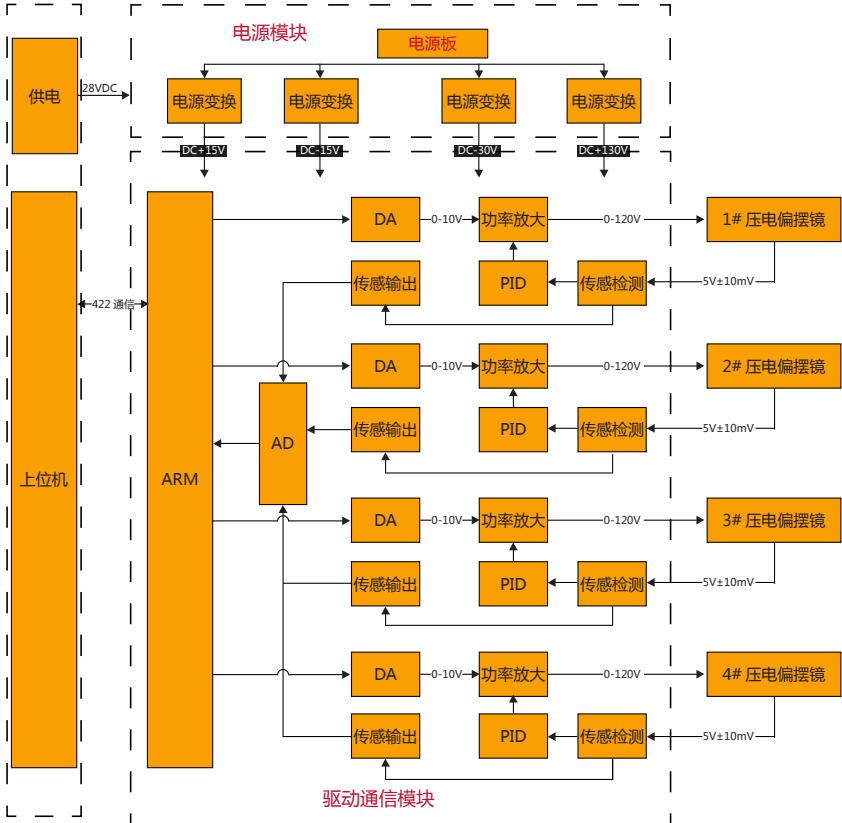 电源模块
电源板
供电
28VDC
电源变换
电源变换
电源变换
电源变换
DC+15V
DC-15V
DC-30V
DC+130V
DA
0-10V
功率放大
0-120V
1# 压电偏摆镜
传感输出
PID
传感检测
5V±10mV
422 通信
DA
0-10V
功率放大
0-120V
2# 压电偏摆镜
传感输出
PID
传感检测
5V±10mV
AD
上位机
ARM
DA
0-10V
功率放大
0-120V
3# 压电偏摆镜
传感输出
PID
传感检测
5V±10mV
DA
0-10V
功率放大
0-120V
4# 压电偏摆镜
传感输出
PID
传感检测
5V±10mV
驱动通信模块